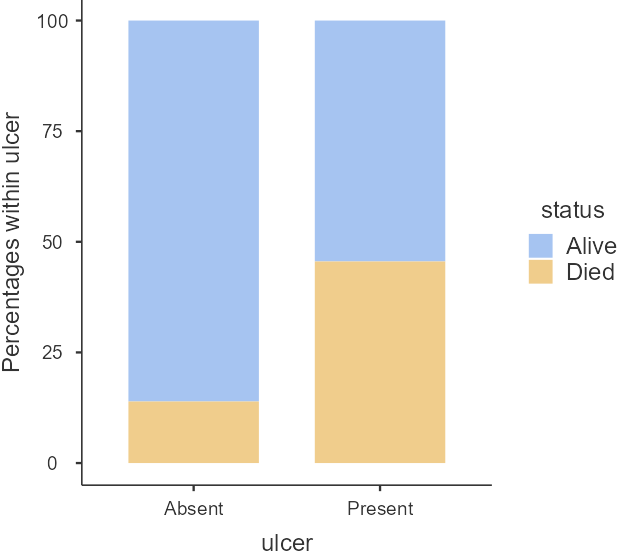 Percentages within ulcer
100
75
50
25
0
Absent
Present
ulcer
status
Alive
Died